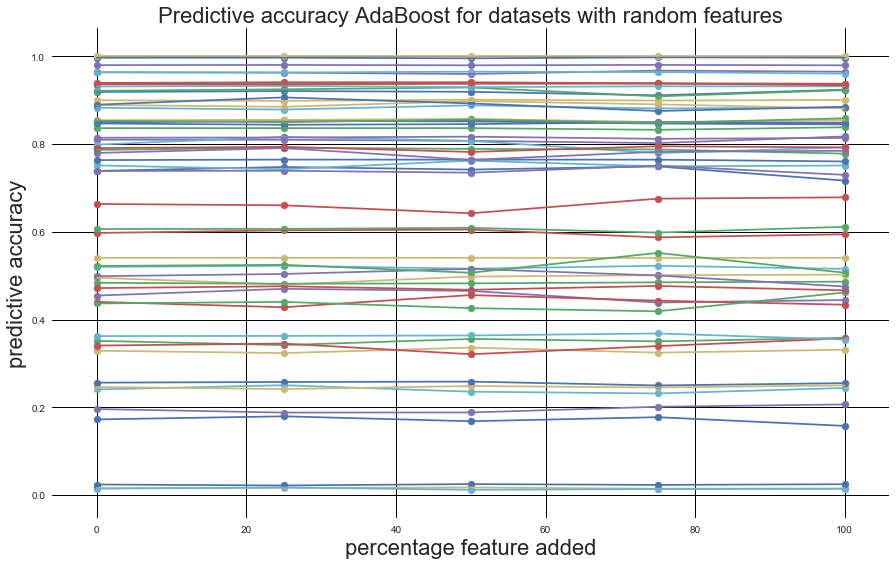 Predictive accuracy AdaBoost for datasets with random features
1.0
0.8
0.6
0.4
0.2
0.0
predictive accuracy
0 20 40 60 80 100
percentage feature added